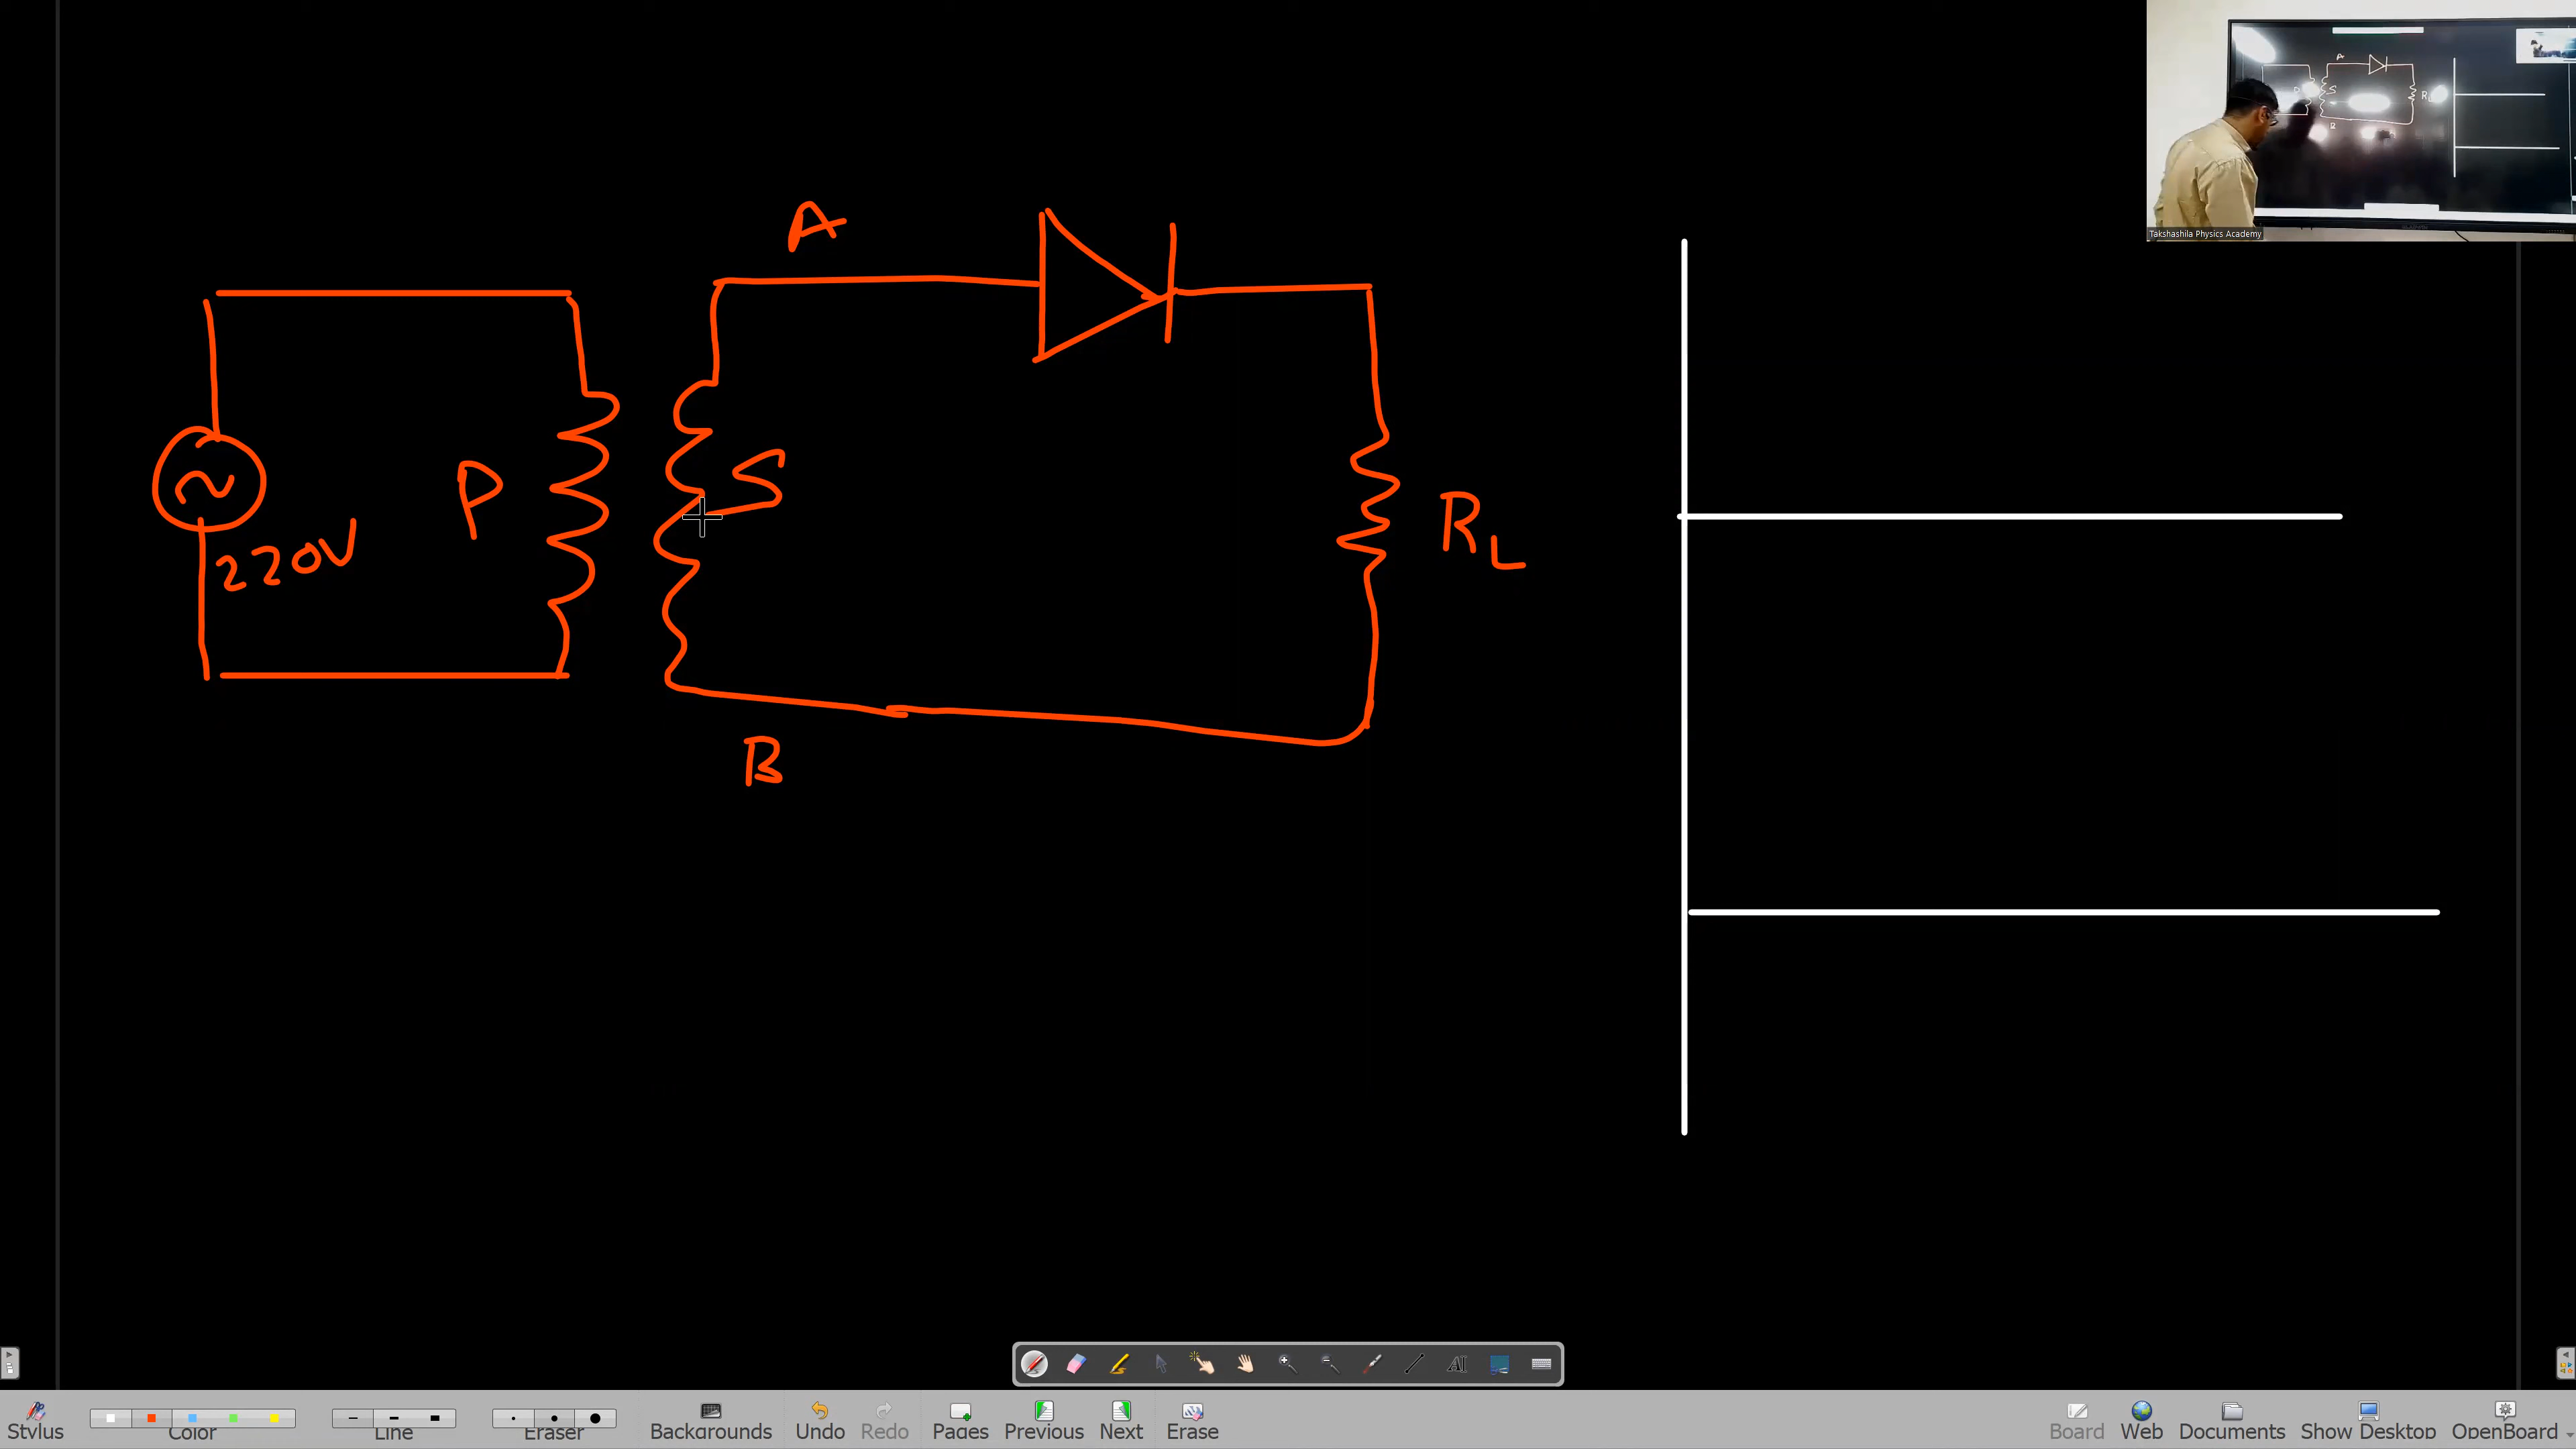 Takshashila Physics Academy
A
P
S
220V
R L
B
Stylus
Color
Line
Eraser
Backgrounds
Undo
Redo
Pages
Previous
Next
Erase
Board
Web
Documents
Show Desktop
OpenBoard